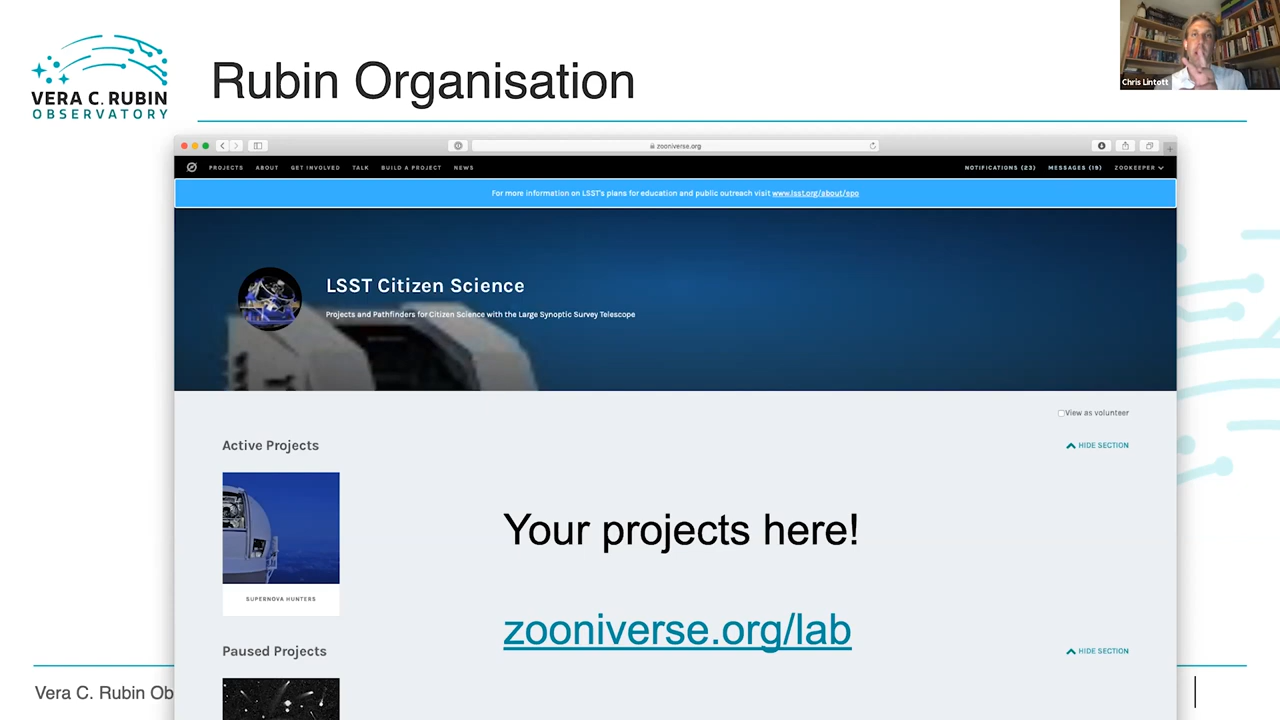 VERA C. RUBIN
OBSERVATORY
Rubin Organisation
Chris Lintott
zooniverse.org
PROJECTS ABOUT GET INVOLVED TALK BUILD A PROJECT NEWS NOTIFICATIONS (23) MESSAGES (19) ZOOKEEPER
For more information on LSST's plans for education and public outreach visit www.lsst.org/about/epo
LSST Citizen Science
Projects and Pathfinders for Citizen Science with the Large Synoptic Survey Telescope
View as volunteer
Active Projects
HIDE SECTION
Your projects here!
SUPERNOVA HUNTERS
zooniverse.org/lab
Paused Projects
HIDE SECTION
Vera C. Rubin Ob